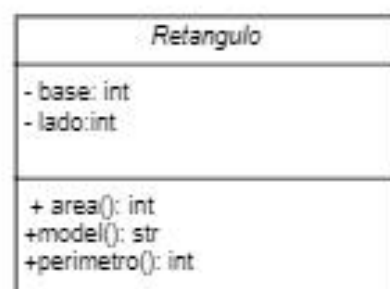 Retangulo
- base: int
- lado:int
+ area(): int
+model(): str
+perimetro(): int